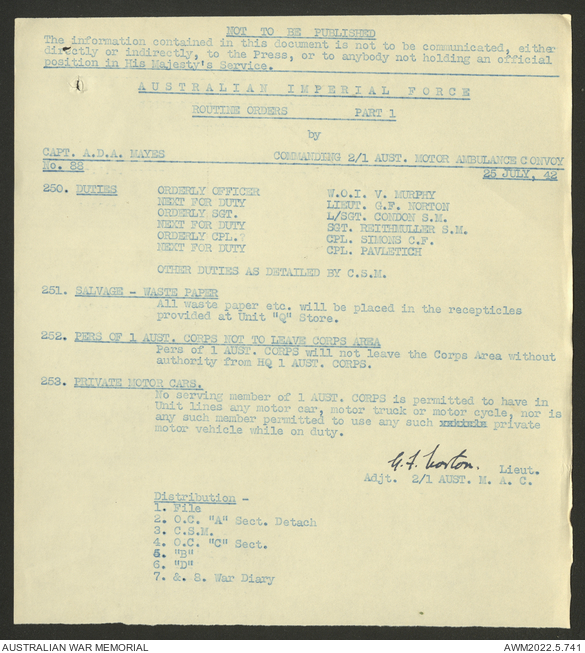 NOT TO BE PUBLISHED
The information contained in this document is not to be communicated, either
directly or indirectly, to the Press, or to anybody not holding an official
position in His Majesty's Service.
AUSTRALIAN IMPERIAL FORCE
ROUTINE ORDERS PART 1
by
CAPT. A.D.A. MAYES COMMANDING 2/1 AUST. MOTOR AMBULANCE CONVOY
No. 88 25 JULY, 42
250. DUTIES ORDERLY OFFICER W.O.I. V. MURPHY
NEXT FOR DUTY LIEUT. G.F. NORTON
ORDERLY SGT. L/SGT. CONDON S.M.
NEXT FOR DUTY SGT. REITHMULLER S.M.
ORDERLY CPL. CPL. SIMONS C.F.
NEXT FOR DUTY CPL. PAVLETICH
OTHER DUTIES AS DETAILED BY C.S.M.
251. SALVAGE - WASTE PAPER
All waste paper etc. will be placed in the recepticles
provided at Unit "Q" Store.
252. PERS OF 1 AUST. CORPS NOT TO LEAVE CORPS AREA
Pers of 1 AUST. CORPS will not leave the Corps Area without
authority from HQ 1 AUST. CORPS.
253. PRIVATE MOTOR CARS.
No serving member of 1 AUST. CORPS is permitted to have in
Unit lines any motor car, motor truck or motor cycle, nor is
any such member permitted to use any such private
motor vehicle while on duty.
G.F. Norton. Lieut.
Adjt. 2/1 AUST. M. A. C.
Distribution -
1. File
2. O.C. "A" Sect. Detach
3. C.S.M.
4. O.C. "C" Sect.
5. "B"
6. "D"
7. &. 8. War Diary
AUSTRALIAN WAR MEMORIAL AWM2022.5.741